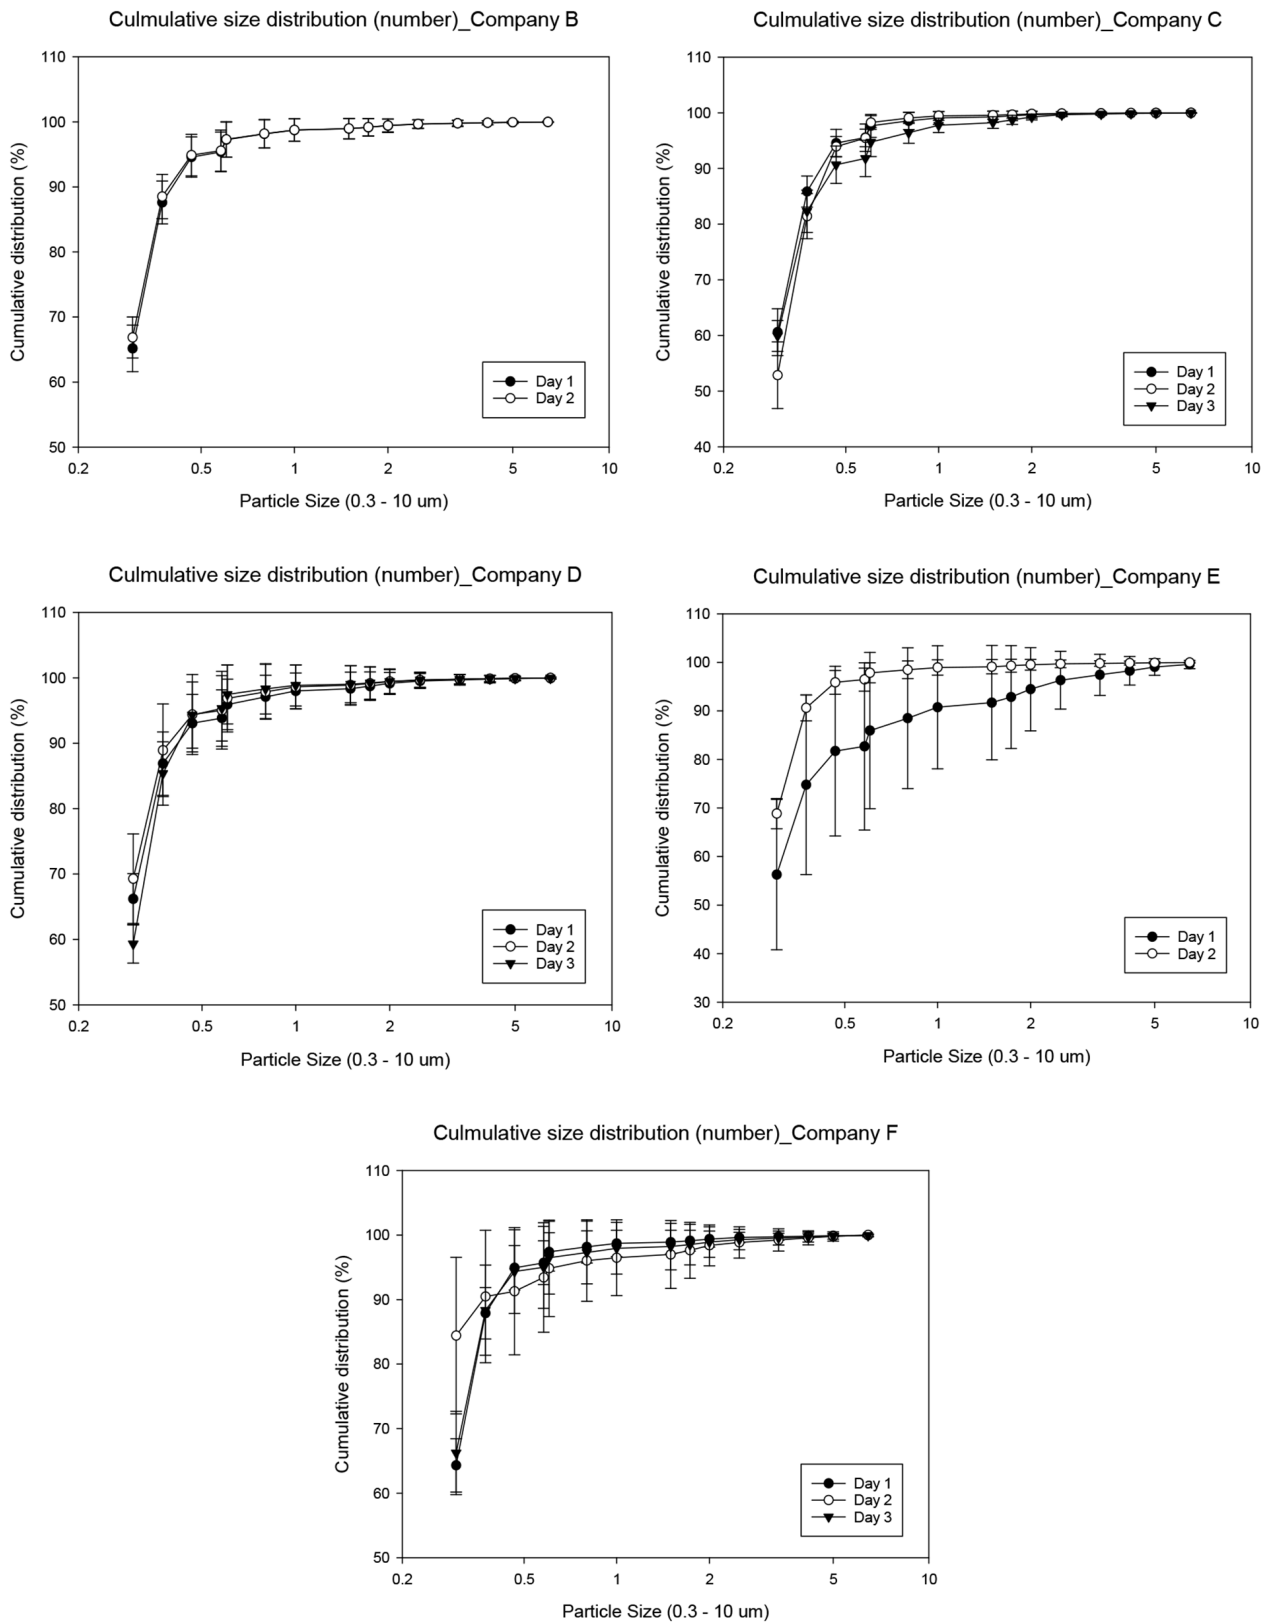 Culmulative size distribution (number)_Company B
110
100
90
80
70
60
50
Cumulative distribution (%)
Day 1
Day 2
0.2 0.5 1 2 5 10
Particle Size (0.3 - 10 um)
Culmulative size distribution (number)_Company C
110
100
90
80
70
60
50
40
Cumulative distribution (%)
Day 1
Day 2
Day 3
0.2 0.5 1 2 5 10
Particle Size (0.3 - 10 um)
Culmulative size distribution (number)_Company D
110
100
90
80
70
60
50
Cumulative distribution (%)
Day 1
Day 2
Day 3
0.2 0.5 1 2 5 10
Particle Size (0.3 - 10 um)
Culmulative size distribution (number)_Company E
110
100
90
80
70
60
50
40
30
Cumulative distribution (%)
Day 1
Day 2
0.2 0.5 1 2 5 10
Particle Size (0.3 - 10 um)
Culmulative size distribution (number)_Company F
110
100
90
80
70
60
50
Cumulative distribution (%)
Day 1
Day 2
Day 3
0.2 0.5 1 2 5 10
Particle Size (0.3 - 10 um)